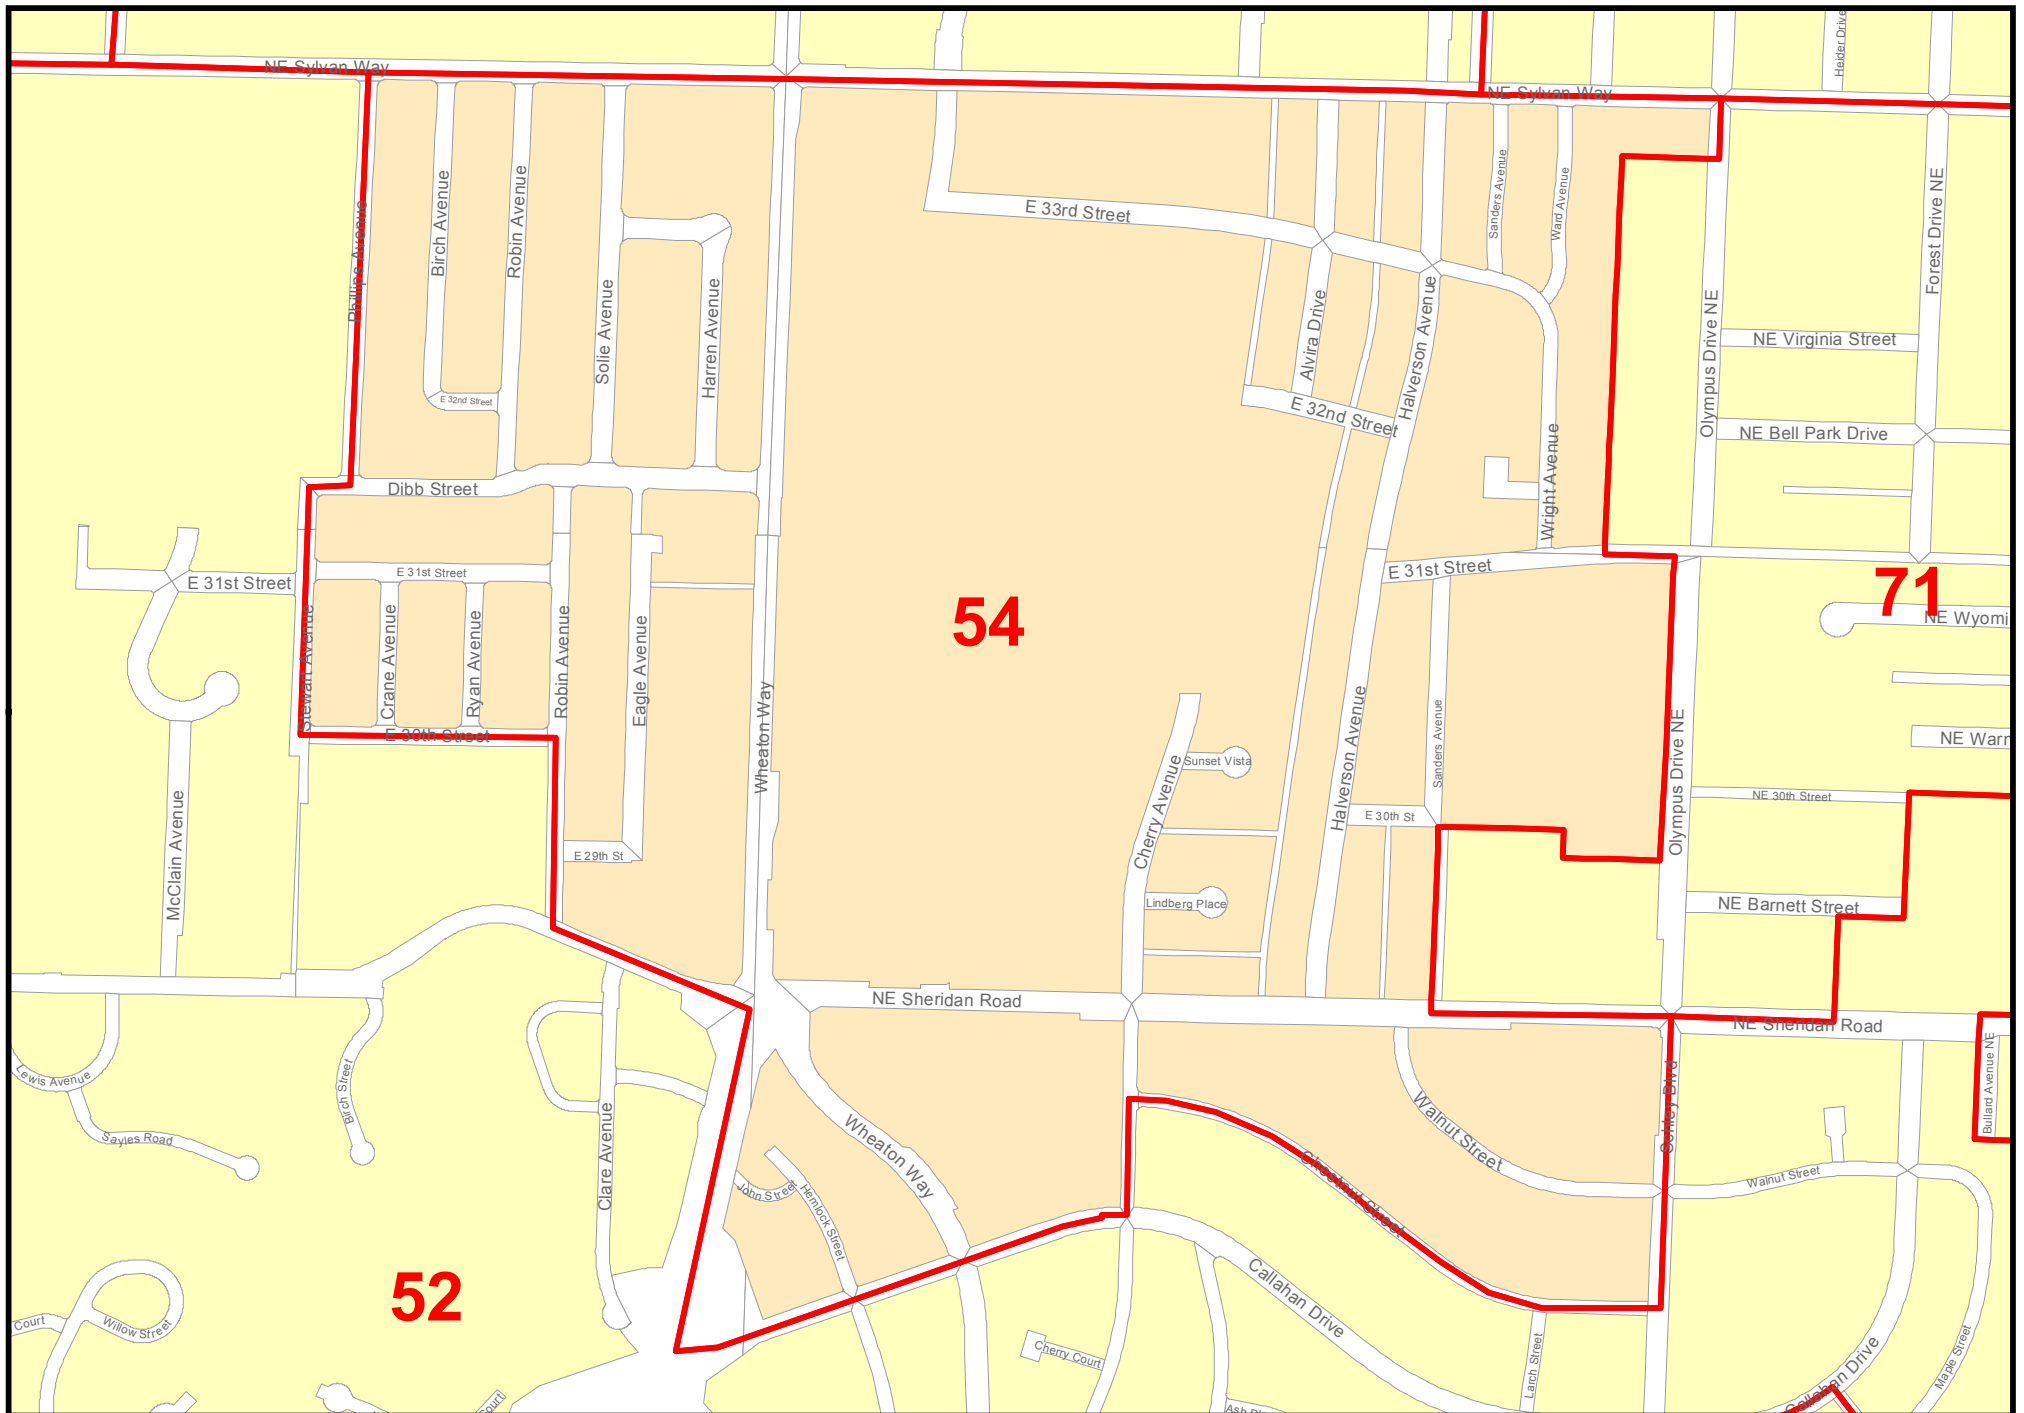 Heider Drive
NE Sylvan Way
NE Sylvan Way
Phillips Avenue
Birch Avenue
Robin Avenue
Solie Avenue
Harren Avenue
E 33rd Street
Sanders Avenue
Ward Avenue
Forest Drive NE
Olympus Drive NE
NE Virginia Street
Alvira Drive
Halverson Avenue
E 32nd Street
E 32nd Street
NE Bell Park Drive
Wright Avenue
Dibb Street
E 31st Street
E 31st Street
E 31st Street
71
NE Wyomi
54
Stewart Avenue
Crane Avenue
Ryan Avenue
Robin Avenue
Eagle Avenue
Wheaton Way
E 30th Street
Cherry Avenue
Sunset Vista
Halverson Avenue
Sanders Avenue
Olympus Drive NE
NE Warr
NE 30th Street
E 30th St
McClain Avenue
E 29th St
Lindberg Place
NE Barnett Street
NE Sheridan Road
NE Sheridan Road
Bullard Avenue NE
Lewis Avenue
Birch Street
Sayles Road
Clare Avenue
Wheaton Way
John Street
Hemlock Street
Walnut Street
Schley Blvd
Chestnut Street
Walnut Street
52
Callahan Drive
Court
Willow Street
Cherry Court
Larch Street
Callahan Drive
Maple Street
Court